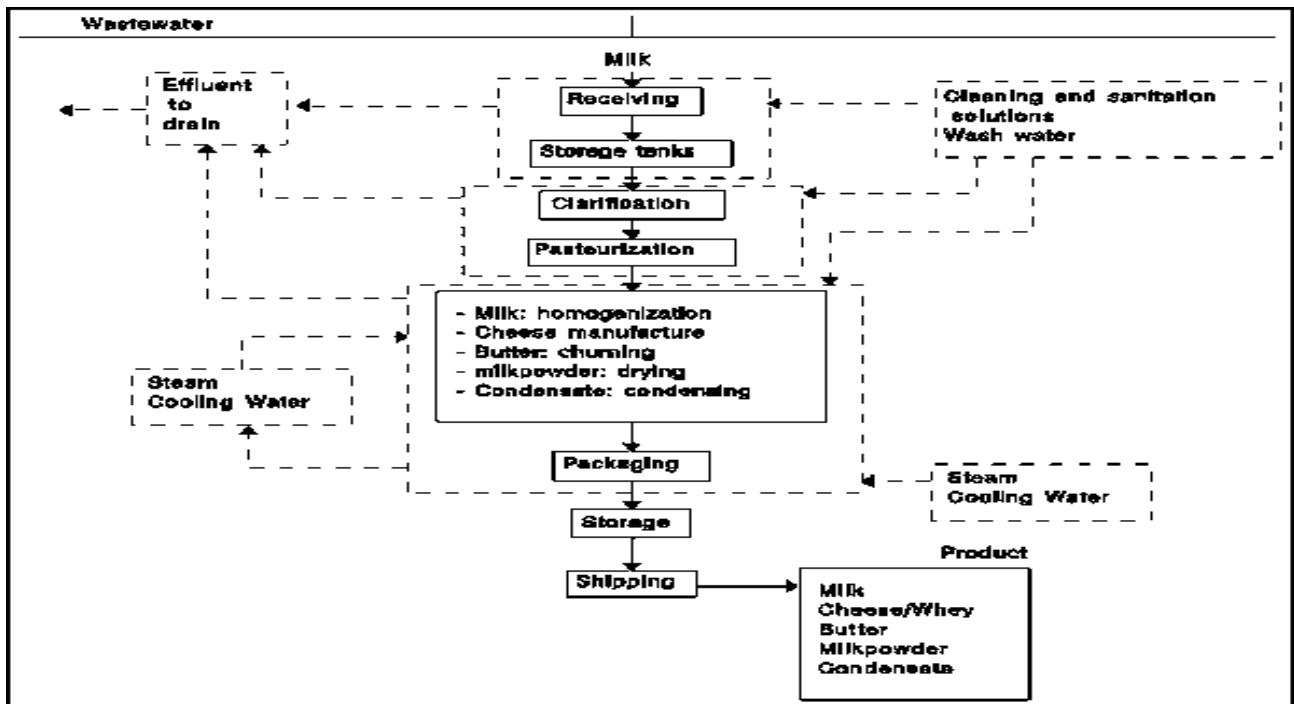 Wastewater
Milk
Effluent
to
drain
Receiving
Cleaning and sanitation
solutions
Wash water
Storage tanks
Clarification
Pasteurization
- Milk: homogenization
- Cheese manufacture
- Butter: churning
- milkpowder: drying
- Condensate: condensing
Steam
Cooling Water
Packaging
Steam
Cooling Water
Storage
Shipping
Product
Milk
Cheese/Whey
Butter
Milkpowder
Condensate